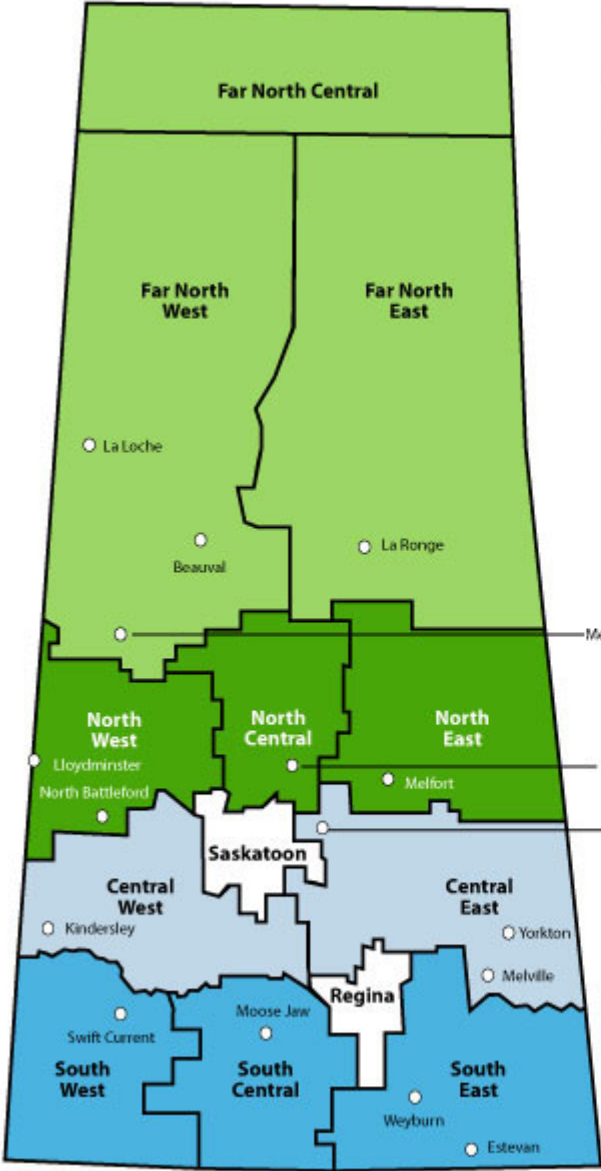 Far North Central
Far North
West
Far North
East
La Loche
Beauval
La Ronge
North
West
North
Central
North
East
Lloydminster
North Battleford
Melfort
Saskatoon
Central
West
Central
East
Kindersley
Yorkton
Melville
Regina
Swift Current
Moose Jaw
South
West
South
Central
South
East
Weyburn
Estevan